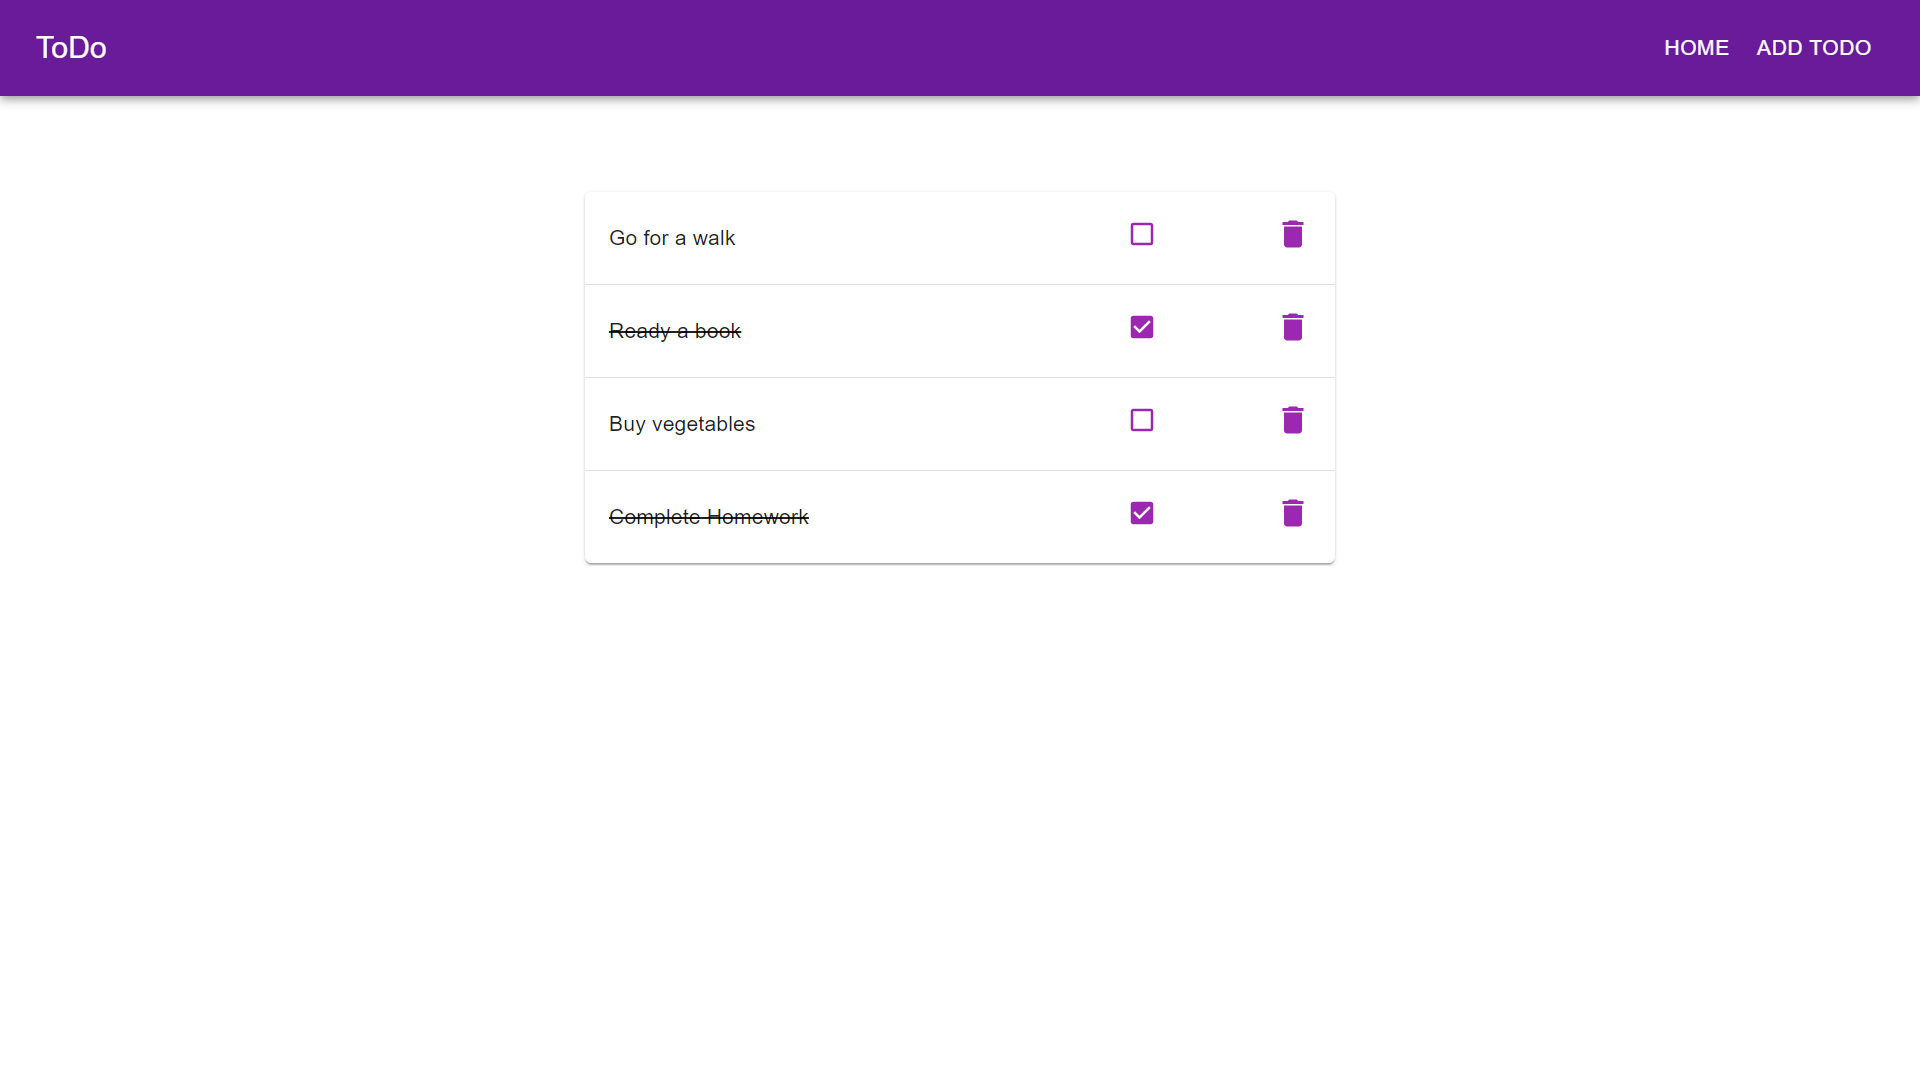 ToDo
HOME ADD TODO
Go for a walk
Ready a book
Buy vegetables
Complete Homework